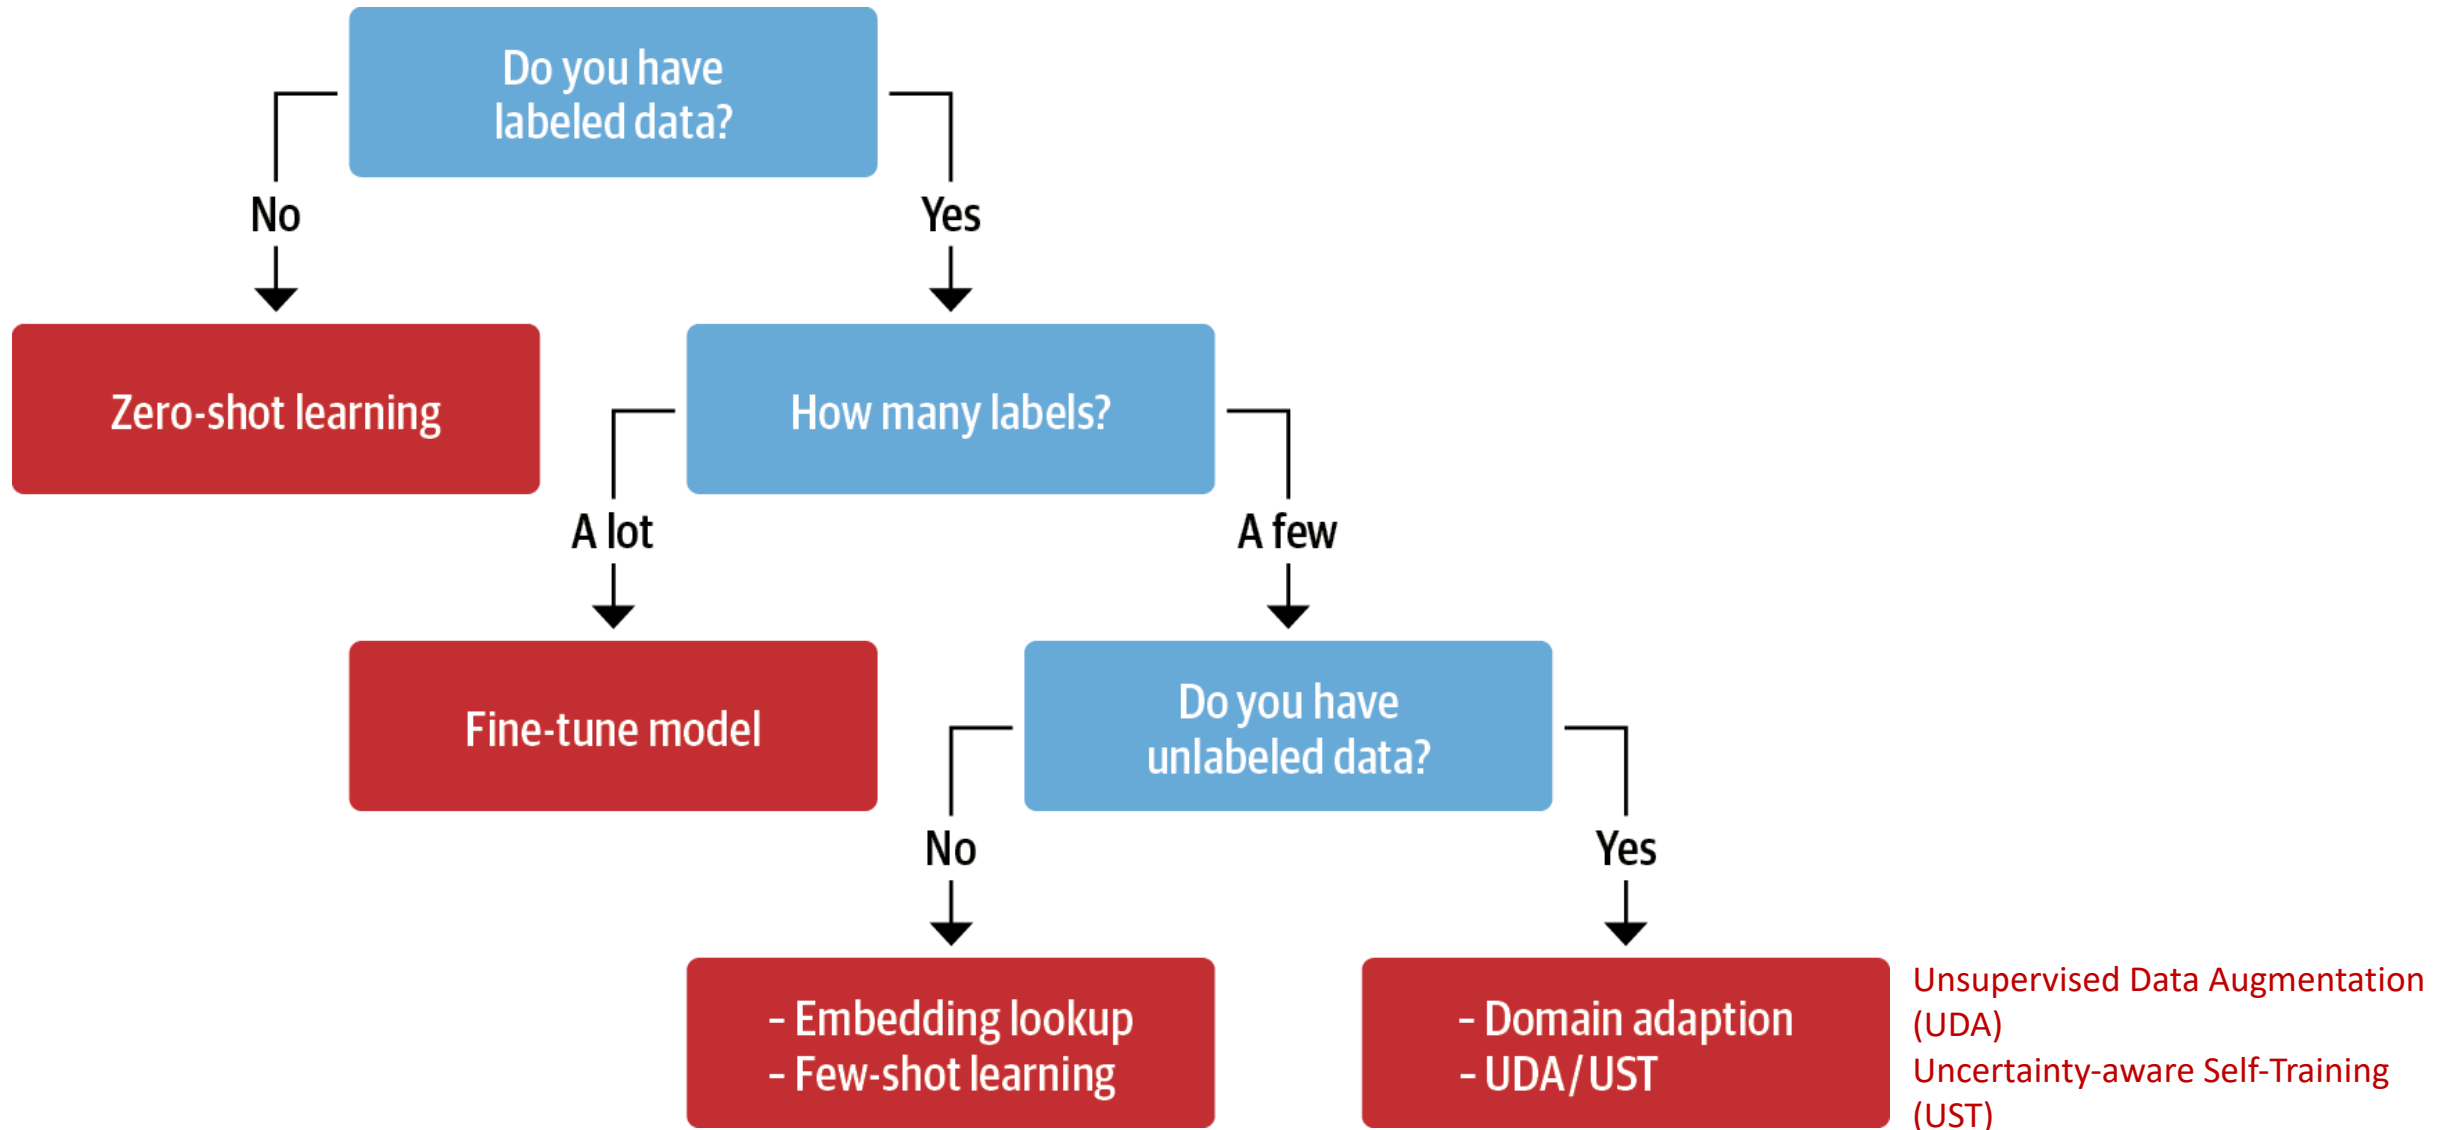 Do you have
labeled data?
No
Yes
Zero-shot learning
How many labels?
A lot
A few
Fine-tune model
Do you have
unlabeled data?
No
Yes
– Embedding lookup
– Few-shot learning
– Domain adaption
– UDA/UST
Unsupervised Data Augmentation
(UDA)
Uncertainty-aware Self-Training
(UST)